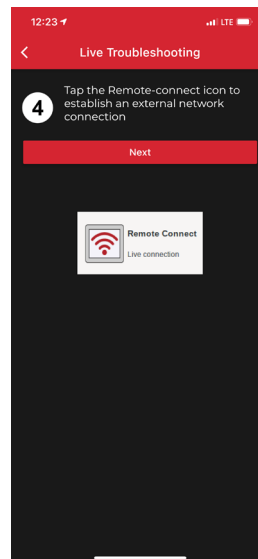 12:23
LTE
Live Troubleshooting
4
Tap the Remote-connect icon to
establish an external network
connection
Next
Remote Connect
Live connection